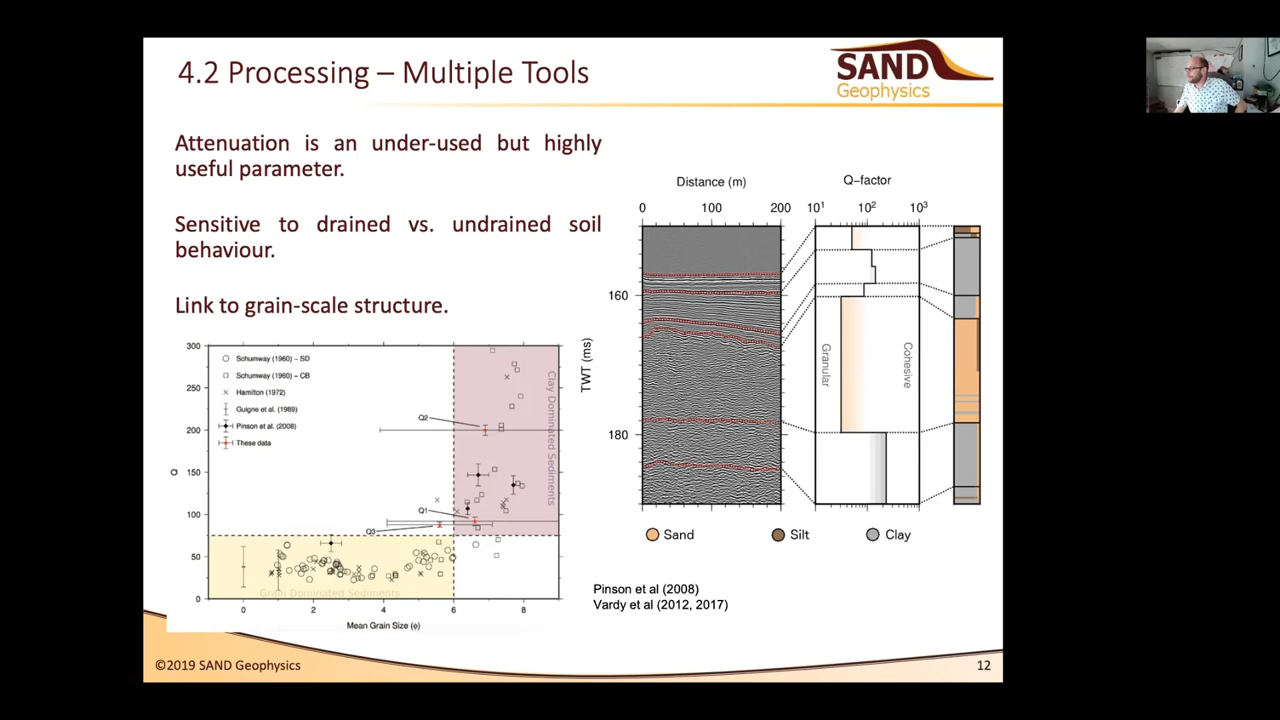 4.2 Processing – Multiple Tools
SAND
Geophysics
Attenuation is an under-used but highly
useful parameter.
Sensitive to drained vs. undrained soil
behaviour.
Link to grain-scale structure.
300
250
200
150
100
50
0
Q
Schumway (1960) – SD
Schumway (1960) – CB
Hamilton (1972)
Guigne et al. (1989)
Pinson et al. (2008)
These data
Q2
Q1
Q3
Clay Dominated Sediments
Grain Dominated Sediments
0 2 4 6 8
Mean Grain Size (ϕ)
Distance (m)
0 100 200
Q–factor
10¹ 10² 10³
TWT (ms)
160
180
Granular
Cohesive
Sand Silt Clay
Pinson et al (2008)
Vardy et al (2012, 2017)
©2019 SAND Geophysics
12